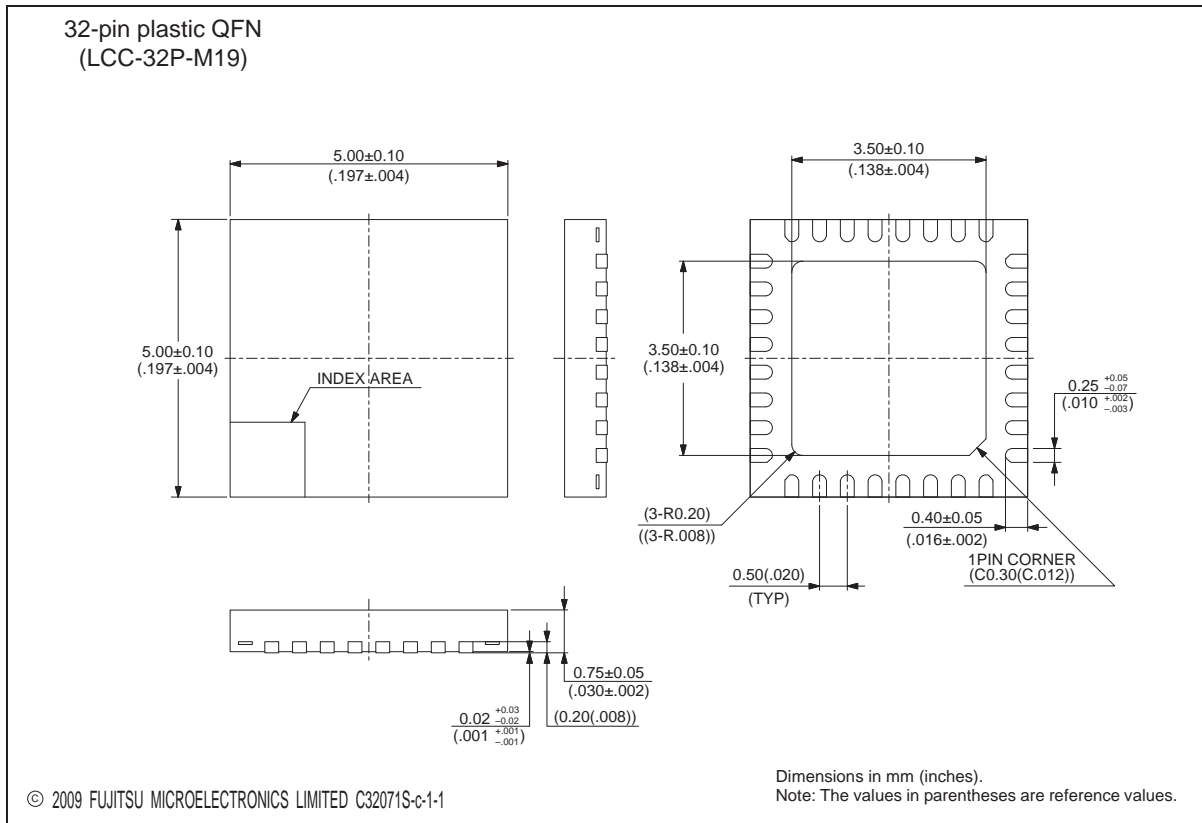 32-pin plastic QFN
(LCC-32P-M19)
5.00±0.10
(.197±.004)
3.50±0.10
(.138±.004)
5.00±0.10
(.197±.004)
INDEX AREA
3.50±0.10
(.138±.004)
0.25 +0.05 –0.07
(.010 +.002 –.003)
(3-R0.20)
((3-R.008))
0.40±0.05
(.016±.002)
1PIN CORNER
(C0.30(C.012))
0.50(.020)
(TYP)
0.75±0.05
(.030±.002)
0.02 +0.03 –0.02
(.001 +.001 –.001)
(0.20(.008))
© 2009 FUJITSU MICROELECTRONICS LIMITED C32071S-c-1-1
Dimensions in mm (inches).
Note: The values in parentheses are reference values.